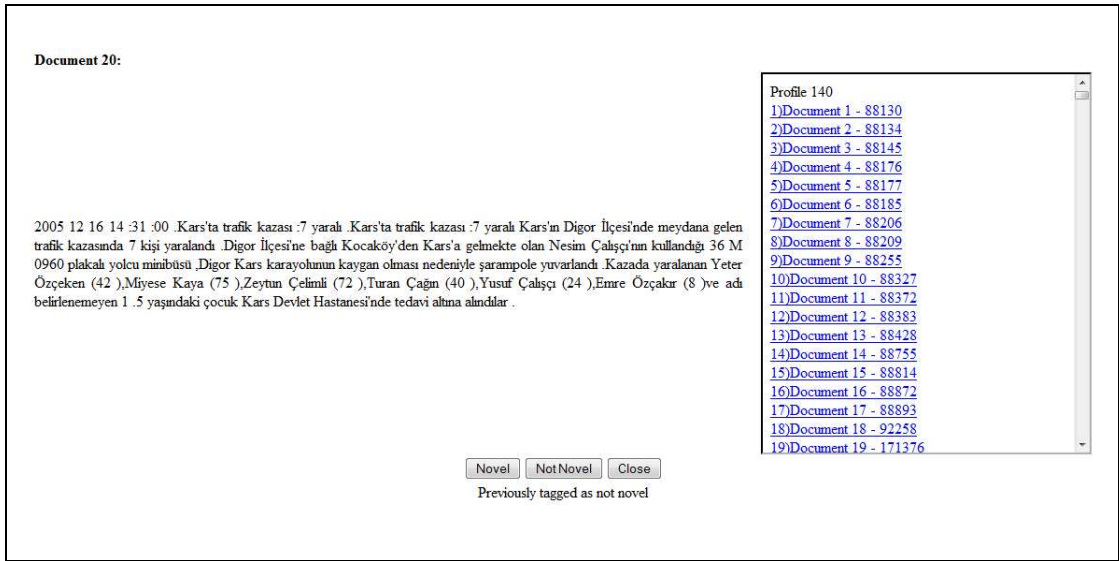 Document 20:
2005 12 16 14 :31 :00 .Kars'ta trafik kazası :7 yaralı .Kars'ta trafik kazası :7 yaralı Kars'ın Digor İlçesi'nde meydana gelen
trafik kazasında 7 kişi yaralandı .Digor İlçesi'ne bağlı Kocaköy'den Kars'a gelmekte olan Nesim Çalışçı'nın kullandığı 36 M
0960 plakalı yolcu minibüsü ,Digor Kars karayolunun kaygan olması nedeniyle şarampole yuvarlandı .Kazada yaralanan Yeter
Özçeken (42 ),Miyese Kaya (75 ),Zeytun Çelimli (72 ),Turan Çağın (40 ),Yusuf Çalışçı (24 ),Emre Özçakır (8 )ve adı
belirlenemeyen 1 .5 yaşındaki çocuk Kars Devlet Hastanesi'nde tedavi altına alındılar .
Profile 140
1)Document 1 - 88130
2)Document 2 - 88134
3)Document 3 - 88145
4)Document 4 - 88176
5)Document 5 - 88177
6)Document 6 - 88185
7)Document 7 - 88206
8)Document 8 - 88209
9)Document 9 - 88255
10)Document 10 - 88327
11)Document 11 - 88372
12)Document 12 - 88383
13)Document 13 - 88428
14)Document 14 - 88755
15)Document 15 - 88814
16)Document 16 - 88872
17)Document 17 - 88893
18)Document 18 - 92258
19)Document 19 - 171376
Novel Not Novel Close
Previously tagged as not novel